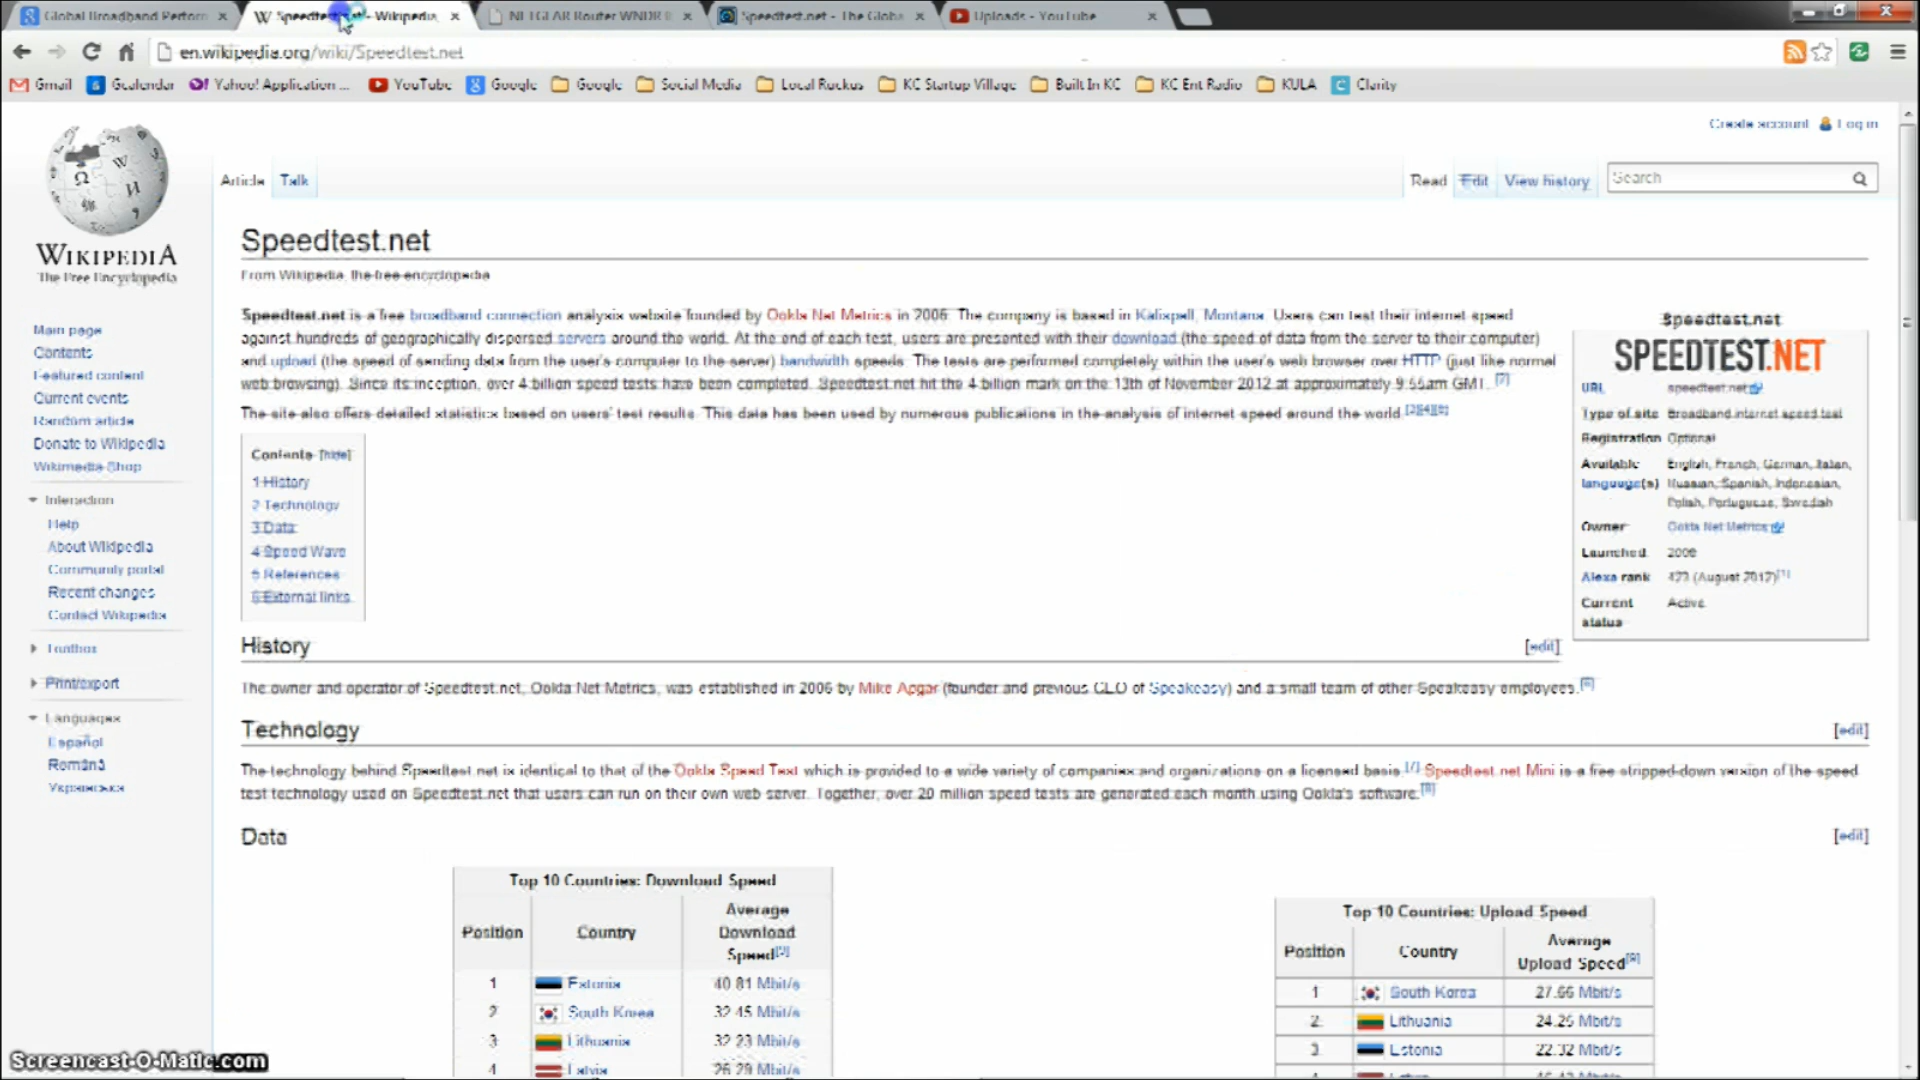 Global Broadband Perform
Speedtest.net - Wikipedia,
NETGEAR Router WNDR
Speedtest.net - The Globa
Uploads - YouTube
en.wikipedia.org/wiki/Speedtest.net
Gmail
Gcalendar
Yahoo! Application ...
YouTube
Google
Google
Social Media
Local Ruckus
KC Startup Village
Built In KC
KC Ent Radio
KULA
Clarity
Create account Log in
Article Talk
Read Edit View history
Search
WIKIPEDIA
The Free Encyclopedia
Main page
Contents
Featured content
Current events
Random article
Donate to Wikipedia
Wikimedia Shop
Interaction
Help
About Wikipedia
Community portal
Recent changes
Contact Wikipedia
Toolbox
Print/export
Languages
Español
Română
Українська
Speedtest.net
From Wikipedia, the free encyclopedia
Speedtest.net is a free broadband connection analysis website founded by Ookla Net Metrics in 2006. The company is based in Kalispell, Montana. Users can test their internet speed
against hundreds of geographically dispersed servers around the world. At the end of each test, users are presented with their download (the speed of data from the server to their computer)
and upload (the speed of sending data from the user's computer to the server) bandwidth speeds. The tests are performed completely within the user's web browser over HTTP (just like normal
web browsing). Since its inception, over 4 billion speed tests have been completed. Speedtest.net hit the 4 billion mark on the 13th of November 2012 at approximately 9:55am GMT.
The site also offers detailed statistics based on users' test results. This data has been used by numerous publications in the analysis of internet speed around the world.
Speedtest.net
SPEEDTEST.NET
URL speedtest.net
Type of site Broadband internet speed test
Registration Optional
Available English, French, German, Italian,
language(s) Russian, Spanish, Indonesian,
Polish, Portuguese, Swedish
Owner Ookla Net Metrics
Launched 2006
Alexa rank (August 2012)[1]
Current Active
status
Contents [hide]
1 History
2 Technology
3 Data
4 Speed Wave
5 References
6 External links
History [edit]
The owner and operator of Speedtest.net, Ookla Net Metrics, was established in 2006 by Mike Apgar (founder and previous CEO of Speakeasy) and a small team of other Speakeasy employees.[6]
Technology [edit]
The technology behind Speedtest.net is identical to that of the Ookla Speed Test which is provided to a wide variety of companies and organizations on a licensed basis.[7] Speedtest.net Mini is a free stripped-down version of the speed
test technology used on Speedtest.net that users can run on their own web server. Together, over 20 million speed tests are generated each month using Ookla's software.[8]
Data [edit]
Top 10 Countries: Download Speed
Position Country Average Download Speed
1 Estonia 40.81 Mbit/s
2 South Korea 32.45 Mbit/s
3 Lithuania 32.23 Mbit/s
4 Latvia 26.29 Mbit/s
Top 10 Countries: Upload Speed
Position Country Average Upload Speed[9]
1 South Korea 27.66 Mbit/s
2 Lithuania 24.25 Mbit/s
3 Estonia 22.32 Mbit/s
Screencast-O-Matic.com